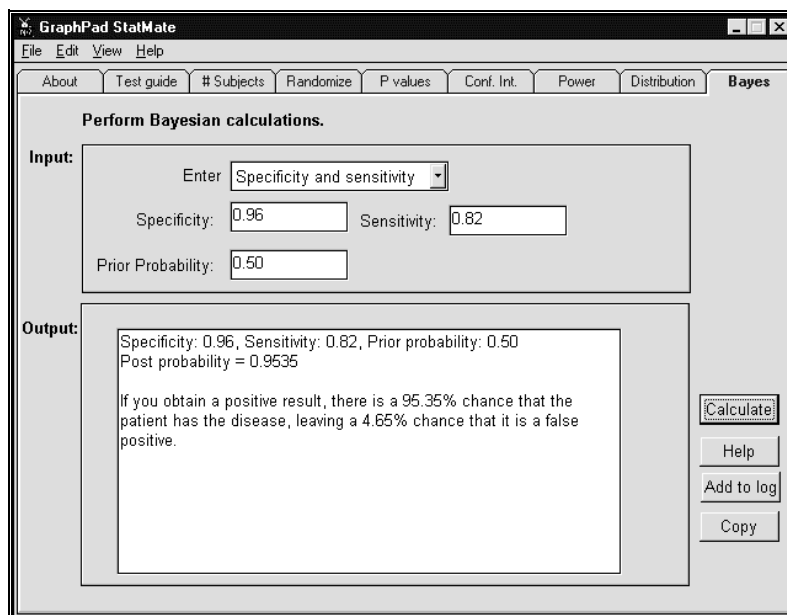 GraphPad StatMate
File Edit View Help
About Test guide # Subjects Randomize P values Conf. Int. Power Distribution Bayes
Perform Bayesian calculations.
Input:
Enter Specificity and sensitivity
Specificity: 0.96 Sensitivity: 0.82
Prior Probability: 0.50
Output:
Specificity: 0.96, Sensitivity: 0.82, Prior probability: 0.50
Post probability = 0.9535
If you obtain a positive result, there is a 95.35% chance that the
patient has the disease, leaving a 4.65% chance that it is a false
positive.
Calculate
Help
Add to log
Copy